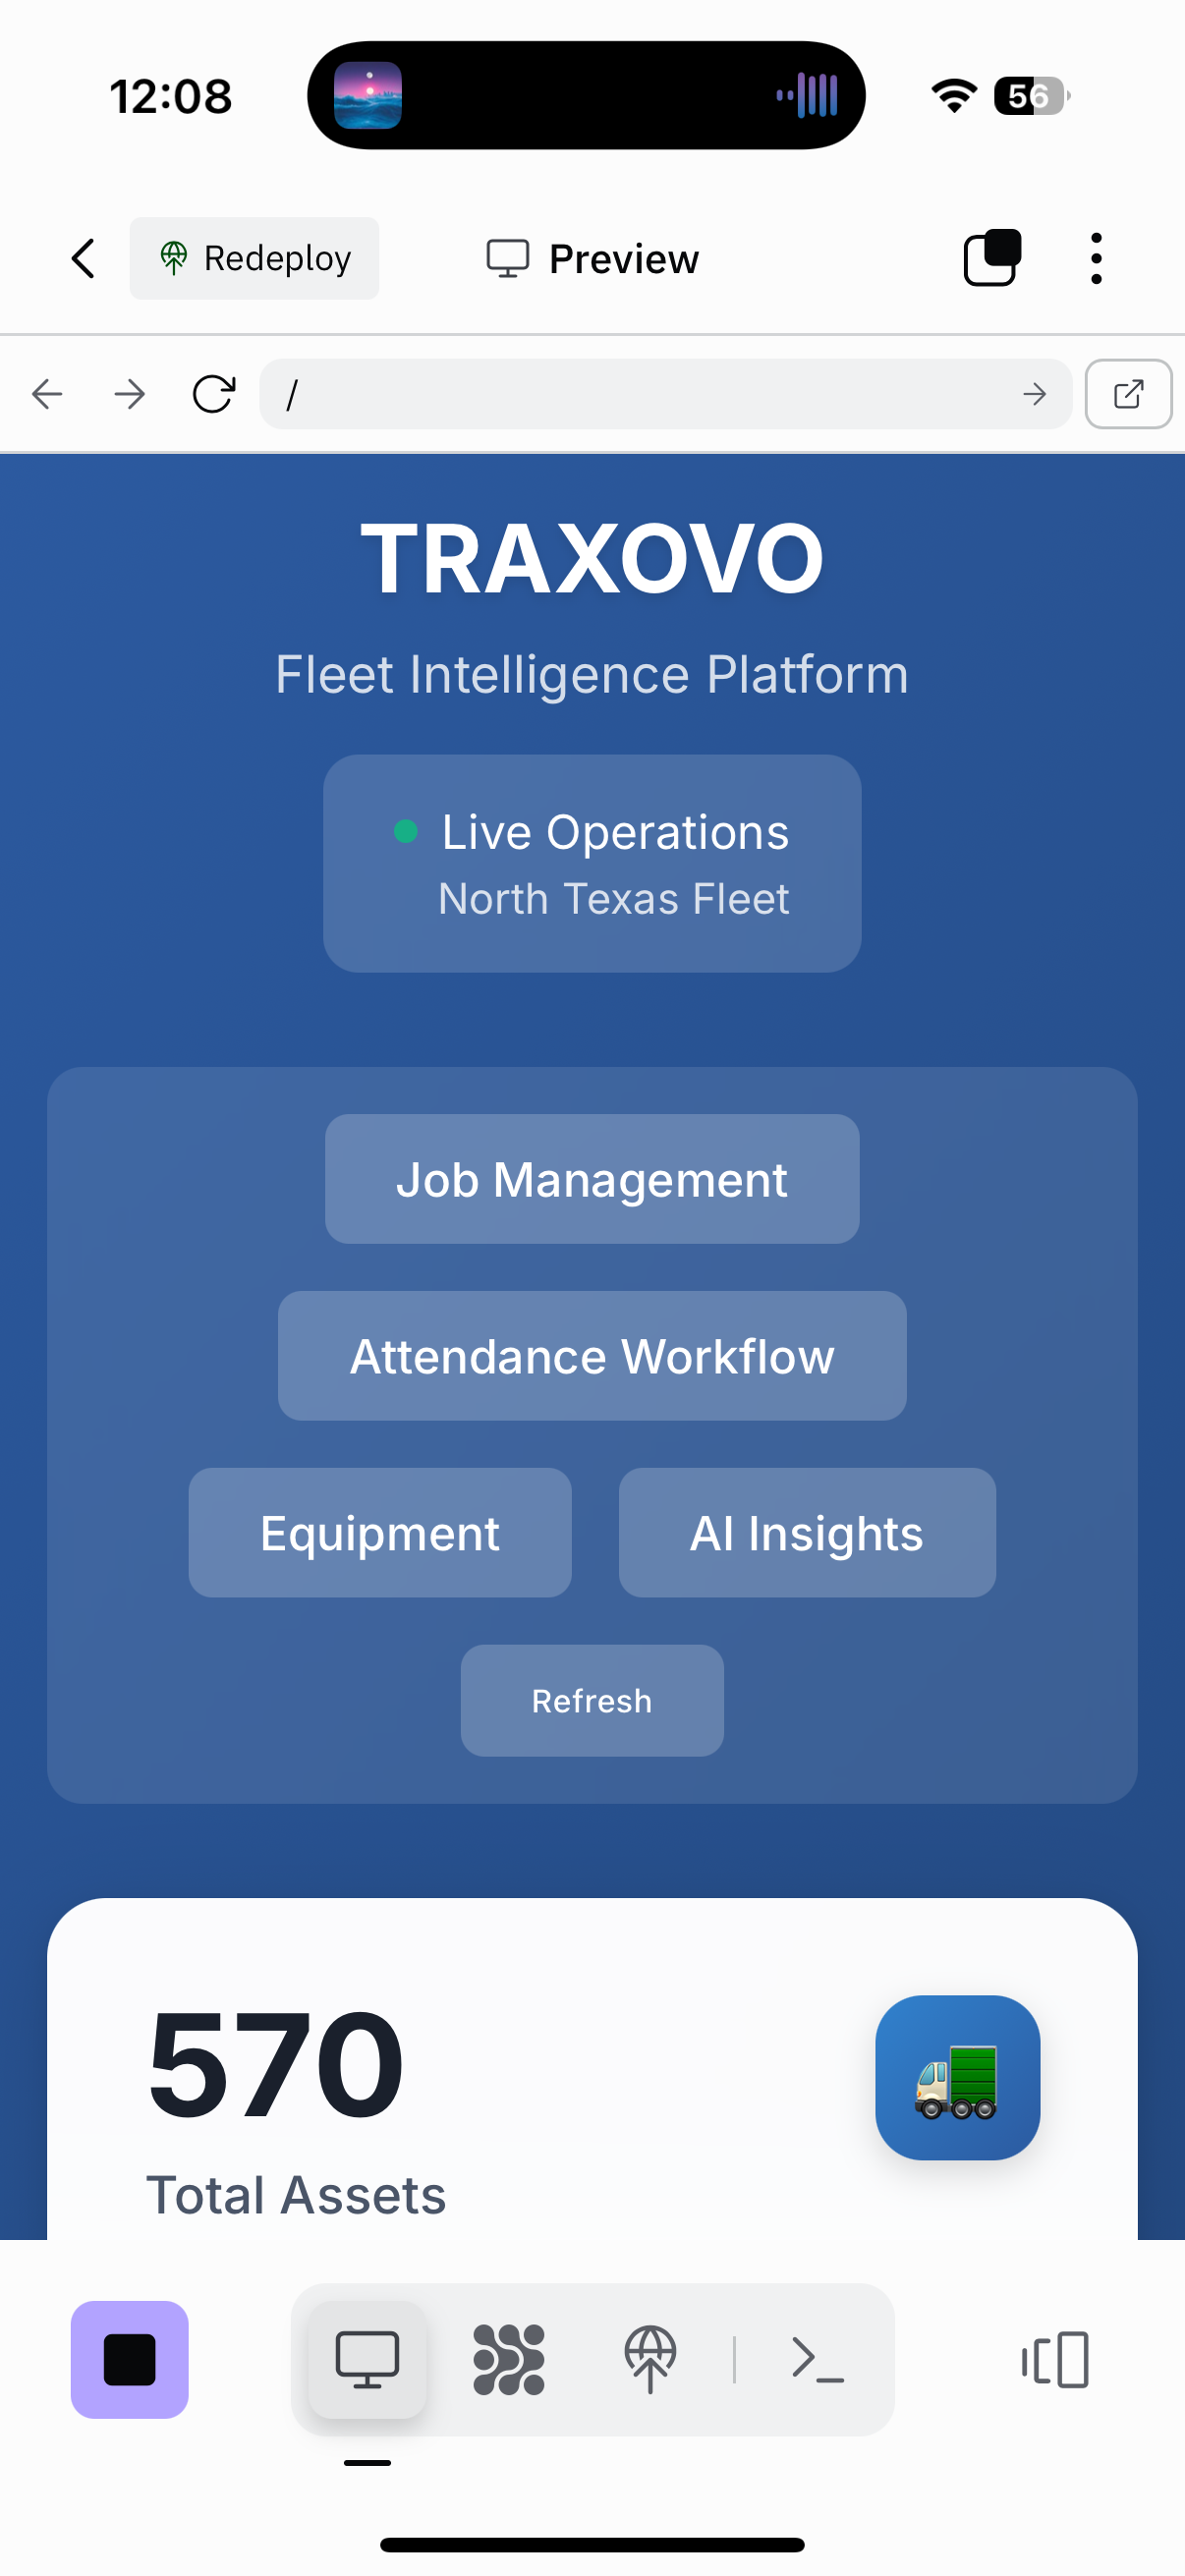 12:08
56
Redeploy
Preview
/
TRAXOVO
Fleet Intelligence Platform
Live Operations
North Texas Fleet
Job Management
Attendance Workflow
Equipment
AI Insights
Refresh
570
Total Assets